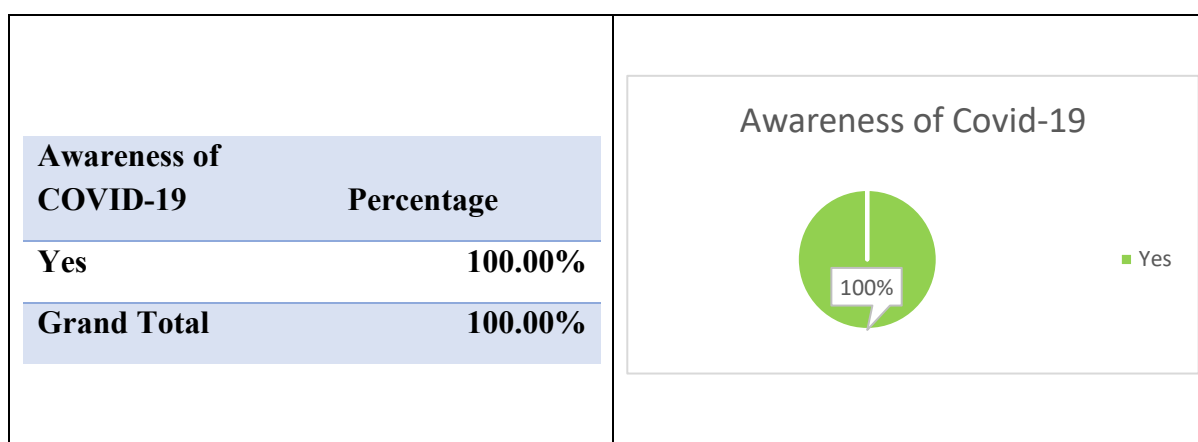 Awareness of
COVID-19 Percentage
Yes 100.00%
Grand Total 100.00%
Awareness of Covid-19
100%
Yes